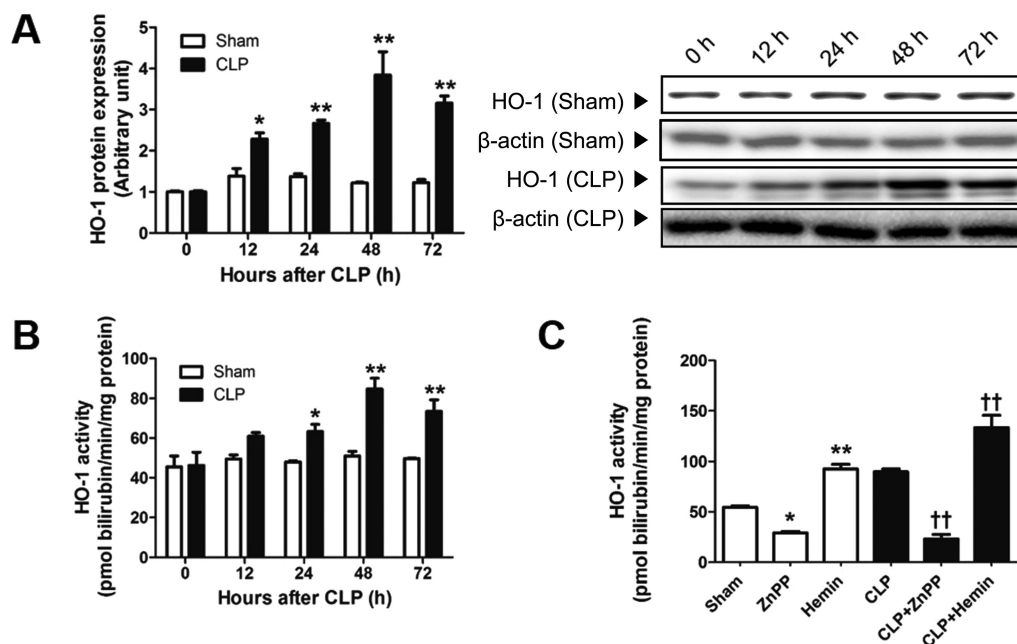 A
HO-1 protein expression
(Arbitrary unit)
5
4
3
2
1
0
Sham
CLP
*
**
**
**
0 12 24 48 72
Hours after CLP (h)
0 h 12 h 24 h 48 h 72 h
HO-1 (Sham) ►
β-actin (Sham) ►
HO-1 (CLP) ►
β-actin (CLP) ►
B
HO-1 activity
(pmol bilirubin/min/mg protein)
100
80
60
40
20
0
Sham
CLP
*
**
**
0 12 24 48 72
Hours after CLP (h)
C
HO-1 activity
(pmol bilirubin/min/mg protein)
200
150
100
50
0
*
**
††
††
Sham
ZnPP
Hemin
CLP
CLP+ZnPP
CLP+Hemin